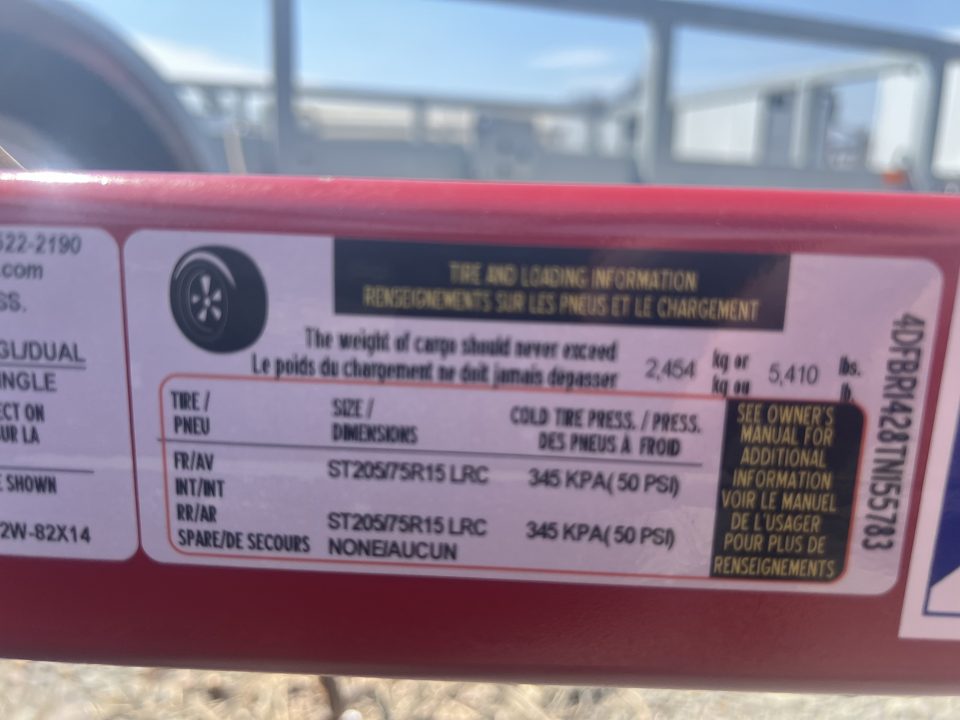 522-2190
.com
SS.
GL/DUAL
INGLE
ECT ON
UR LA
E SHOWN
2W-82X14
TIRE AND LOADING INFORMATION
RENSEIGNEMENTS SUR LES PNEUS ET LE CHARGEMENT
The weight of cargo should never exceed
Le poids du chargement ne doit jamais depasser
2,454 kg or 5,410 lbs.
kg ou lb.
TIRE / SIZE / COLD TIRE PRESS. / PRESS.
PNEU DIMENSIONS DES PNEUS À FROID
FR/AV ST205/75R15 LRC 345 KPA( 50 PSI)
INT/INT
RR/AR ST205/75R15 LRC 345 KPA( 50 PSI)
SPARE/DE SECOURS NONE/AUCUN
SEE OWNER'S
MANUAL FOR
ADDITIONAL
INFORMATION
VOIR LE MANUEL
DE L'USAGER
POUR PLUS DE
RENSEIGNEMENTS
4DFBR1428TN155783